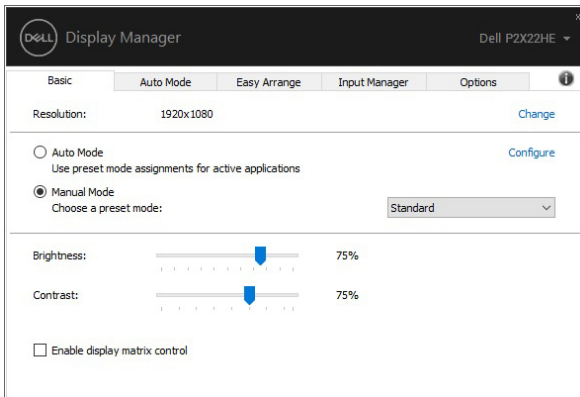 DELL Display Manager Dell P2X22HE
Basic Auto Mode Easy Arrange Input Manager Options
Resolution: 1920x1080 Change
Auto Mode Configure
Use preset mode assignments for active applications
Manual Mode
Choose a preset mode: Standard
Brightness: 75%
Contrast: 75%
Enable display matrix control